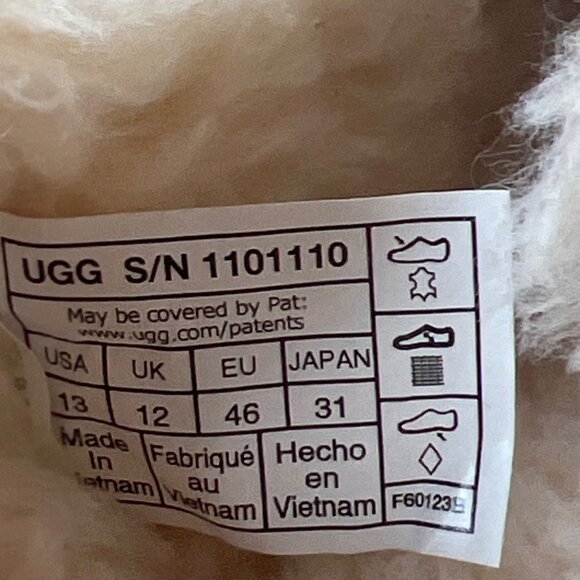 UGG S/N 1101110
May be covered by Pat:
www.ugg.com/patents
USA UK EU JAPAN
13 12 46 31
Made In Vietnam
Fabriqué au Vietnam
Hecho en Vietnam
F60123E